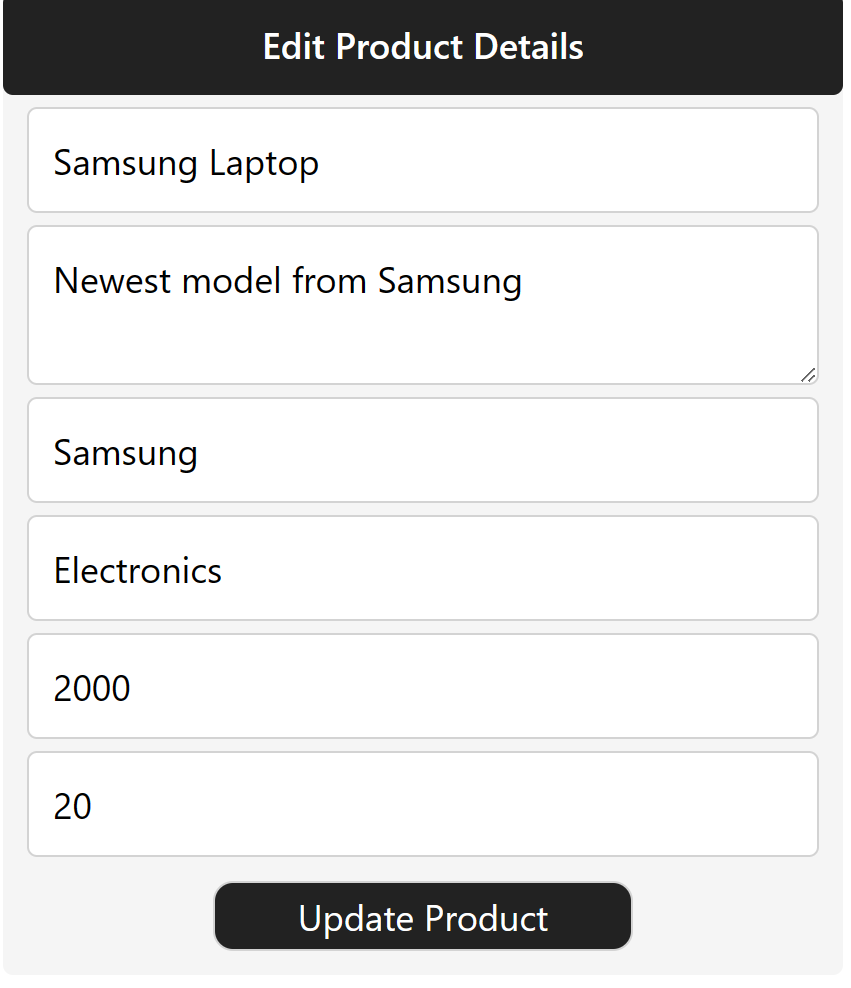 Edit Product Details
Samsung Laptop
Newest model from Samsung
Samsung
Electronics
2000
20
Update Product